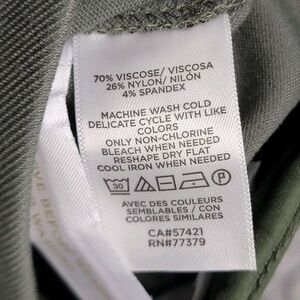 70% VISCOSE/ VISCOSA
26% NYLON/ NILÓN
4% SPANDEX
MACHINE WASH COLD
DELICATE CYCLE WITH LIKE
COLORS
ONLY NON-CHLORINE
BLEACH WHEN NEEDED
RESHAPE DRY FLAT
COOL IRON WHEN NEEDED
30
P
AVEC DES COULEURS
SEMBLABLES / CON
COLORES SIMILARES
CA#57421
RN#77379